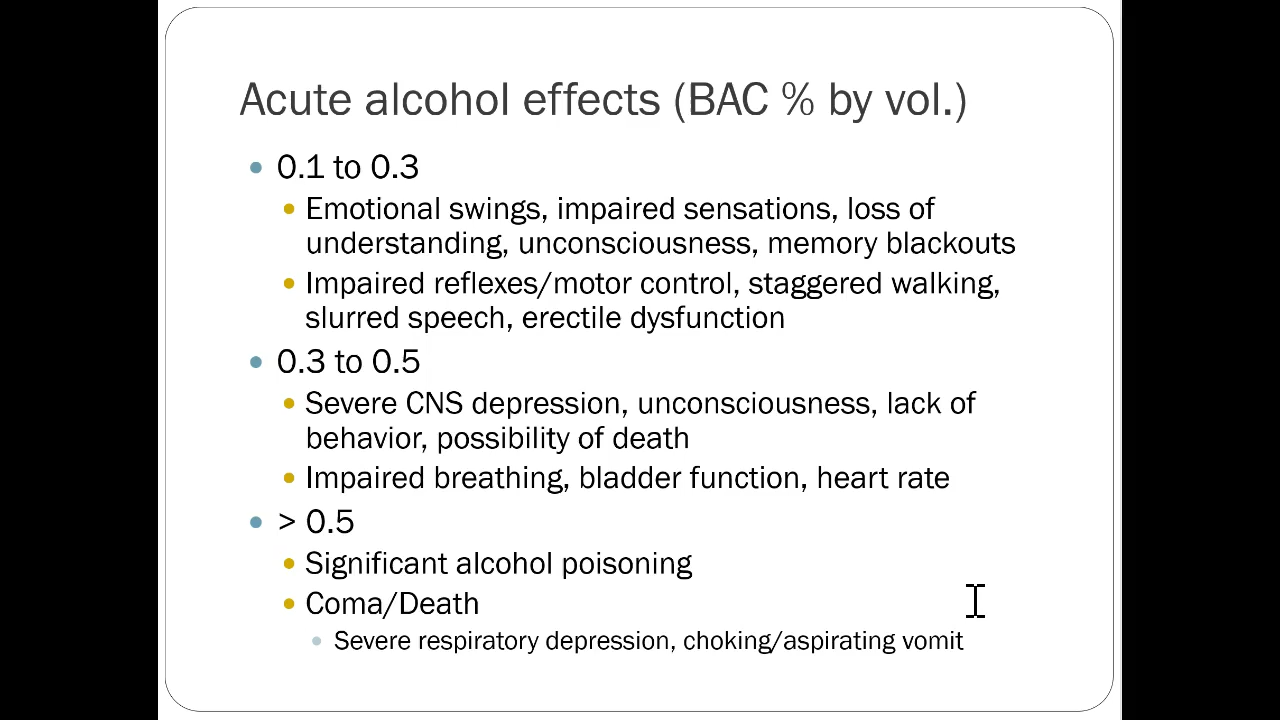 Acute alcohol effects (BAC % by vol.)
• 0.1 to 0.3
• Emotional swings, impaired sensations, loss of
understanding, unconsciousness, memory blackouts
• Impaired reflexes/motor control, staggered walking,
slurred speech, erectile dysfunction
• 0.3 to 0.5
• Severe CNS depression, unconsciousness, lack of
behavior, possibility of death
• Impaired breathing, bladder function, heart rate
• > 0.5
• Significant alcohol poisoning
• Coma/Death
• Severe respiratory depression, choking/aspirating vomit